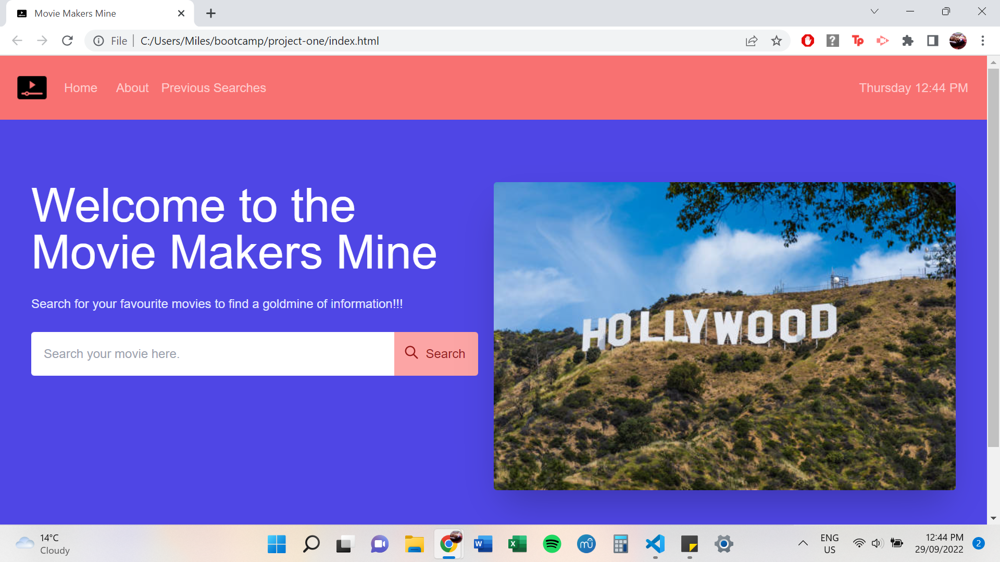 Movie Makers Mine
File
C:/Users/Miles/bootcamp/project-one/index.html
Tp
Home About Previous Searches Thursday 12:44 PM
Welcome to the
Movie Makers Mine
Search for your favourite movies to find a goldmine of information!!!
Search your movie here.
Search
HOLLYWOOD
14°C
Cloudy
W
X
ENG
US
12:44 PM
29/09/2022
2